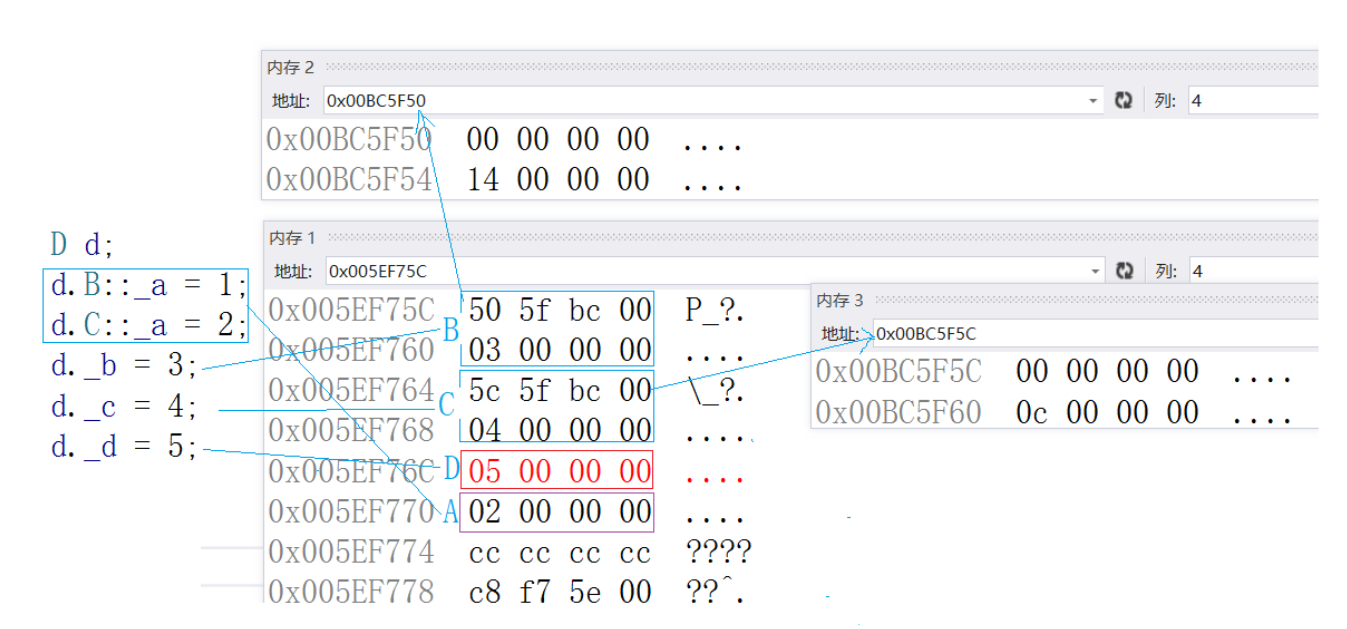 内存 2
地址: 0x00BC5F50 列: 4
0x00BC5F50 00 00 00 00 ....
0x00BC5F54 14 00 00 00 ....
D d;
d.B::_a = 1;
d.C::_a = 2;
d._b = 3;
d._c = 4;
d._d = 5;
内存 1
地址: 0x005EF75C 列: 4
0x005EF75C 50 5f bc 00 P_?.
B
0x005EF760 03 00 00 00 ....
0x005EF764 5c 5f bc 00 \_?.
C
0x005EF768 04 00 00 00 ....
0x005EF76C D 05 00 00 00 ....
0x005EF770 A 02 00 00 00 ....
0x005EF774 cc cc cc cc ????
0x005EF778 c8 f7 5e 00 ??^.
内存 3
地址: 0x00BC5F5C
0x00BC5F5C 00 00 00 00 ....
0x00BC5F60 0c 00 00 00 ....